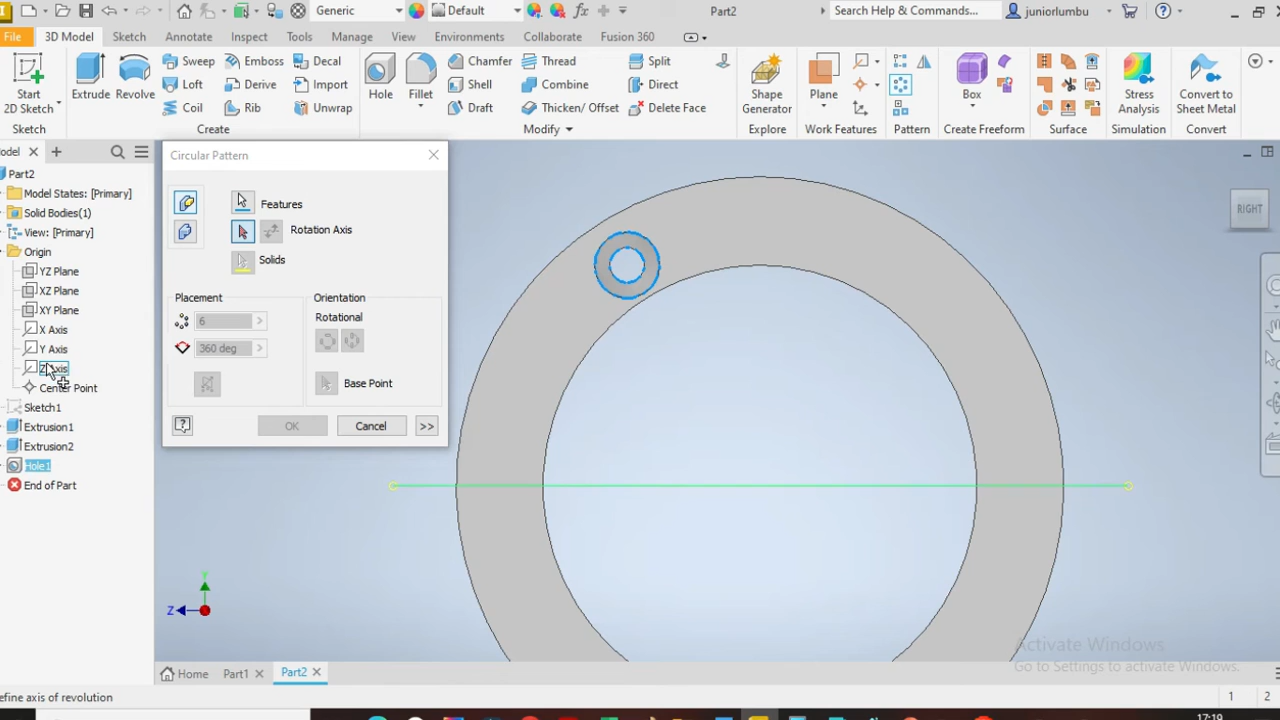 Generic
Default
Part2
Search Help & Commands...
juniorlumbu
File
3D Model
Sketch
Annotate
Inspect
Tools
Manage
View
Environments
Collaborate
Fusion 360
Start
2D Sketch
Sketch
Extrude
Revolve
Sweep
Loft
Coil
Emboss
Derive
Rib
Decal
Import
Unwrap
Create
Hole
Fillet
Chamfer
Shell
Draft
Thread
Combine
Thicken/ Offset
Split
Direct
Delete Face
Modify
Shape
Generator
Explore
Plane
Work Features
Pattern
Box
Create Freeform
Surface
Stress
Analysis
Simulation
Convert to
Sheet Metal
Convert
odel
Part2
Model States: [Primary]
Solid Bodies(1)
View: [Primary]
Origin
YZ Plane
XZ Plane
XY Plane
X Axis
Y Axis
Z Axis
Center Point
Sketch1
Extrusion1
Extrusion2
Hole1
End of Part
Circular Pattern
Features
Rotation Axis
Solids
Placement
6
360 deg
Orientation
Rotational
Base Point
OK
Cancel
>>
RIGHT
Y
Z
Activate Windows
Go to Settings to activate Windows.
Home
Part1
Part2
efine axis of revolution
1
2
17:19